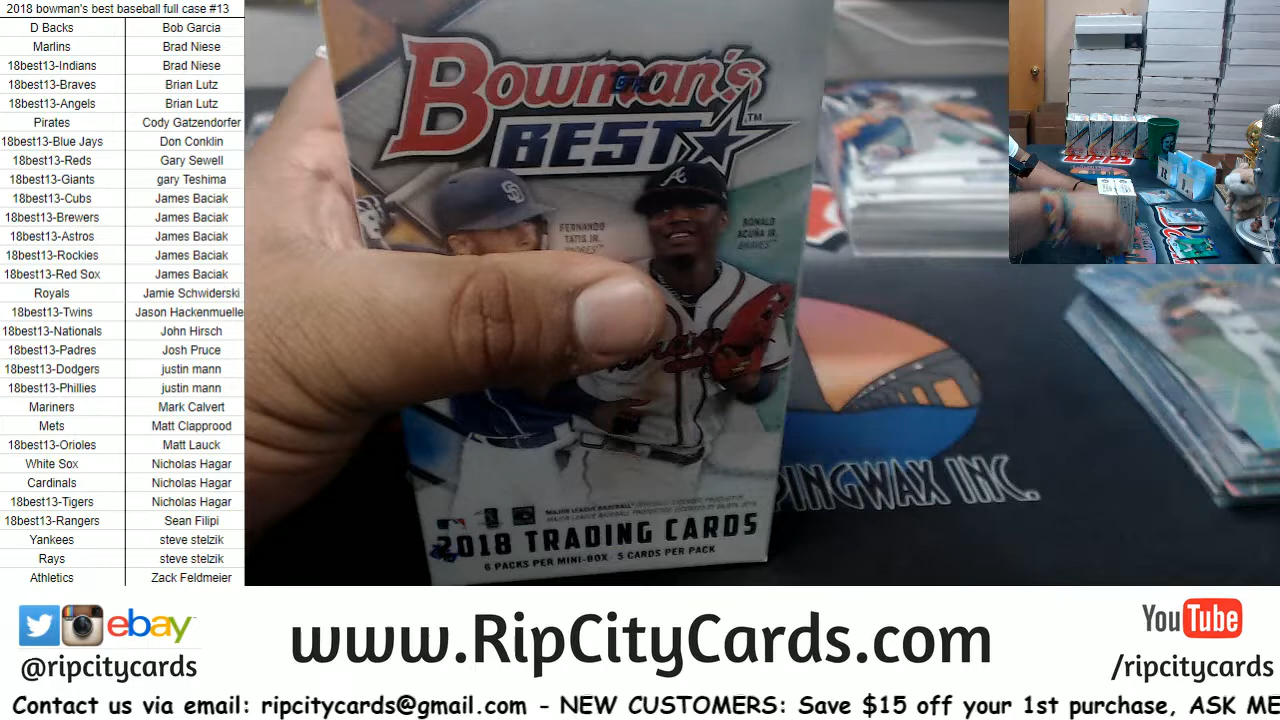 2018 bowman's best baseball full case #13
D Backs Bob Garcia
Marlins Brad Niese
18best13-Indians Brad Niese
18best13-Braves Brian Lutz
18best13-Angels Brian Lutz
Pirates Cody Gatzendorfer
18best13-Blue Jays Don Conklin
18best13-Reds Gary Sewell
18best13-Giants gary Teshima
18best13-Cubs James Baciak
18best13-Brewers James Baciak
18best13-Astros James Baciak
18best13-Rockies James Baciak
18best13-Red Sox James Baciak
Royals Jamie Schwiderski
18best13-Twins Jason Hackenmuelle
18best13-Nationals John Hirsch
18best13-Padres Josh Pruce
18best13-Dodgers justin mann
18best13-Phillies justin mann
Mariners Mark Calvert
Mets Matt Clapprood
18best13-Orioles Matt Lauck
White Sox Nicholas Hagar
Cardinals Nicholas Hagar
18best13-Tigers Nicholas Hagar
18best13-Rangers Sean Filipi
Yankees steve stelzik
Rays steve stelzik
Athletics Zack Feldmeier
Bowman's
BEST TM
FERNANDO
TATIS JR.
PADRES
RONALD
ACUÑA JR.
BRAVES
2018 TRADING CARDS
6 PACKS PER MINI-BOX · 5 CARDS PER PACK
PINGWAX INC.
ebay
@ripcitycards
www.RipCityCards.com
YouTube
/ripcitycards
Contact us via email: ripcitycards@gmail.com - NEW CUSTOMERS: Save $15 off your 1st purchase, ASK ME